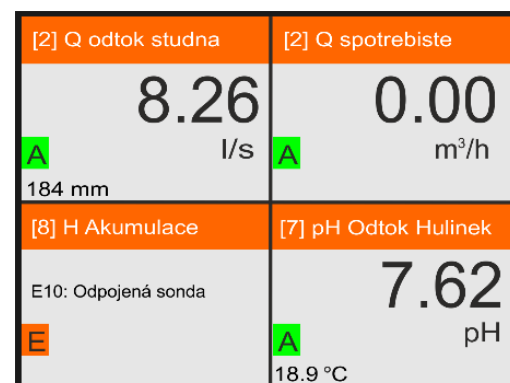 [2] Q odtok studna
8.26
A
l/s
184 mm
[2] Q spotrebiste
0.00
A
m³/h
[8] H Akumulace
E10: Odpojená sonda
E
[7] pH Odtok Hulinek
7.62
A
pH
18.9 °C